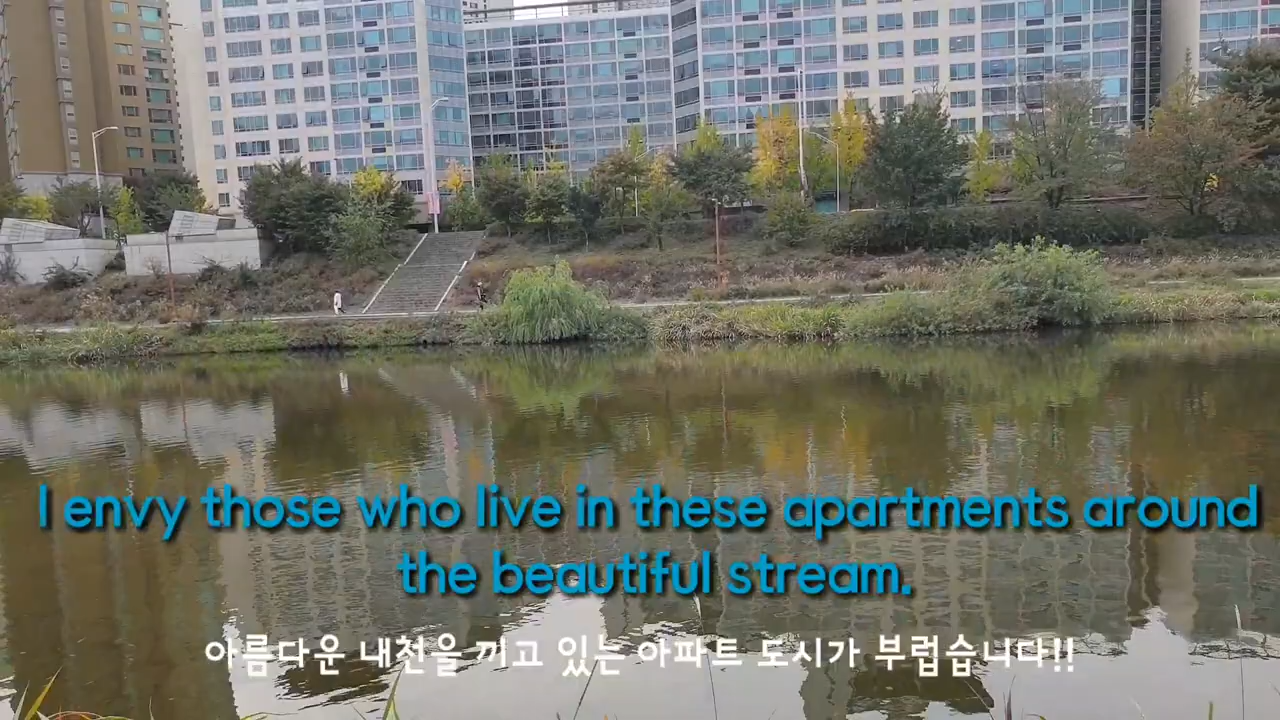 I envy those who live in these apartments around
the beautiful stream.
아름다운 내천을 끼고 있는 아파트 도시가 부럽습니다!!